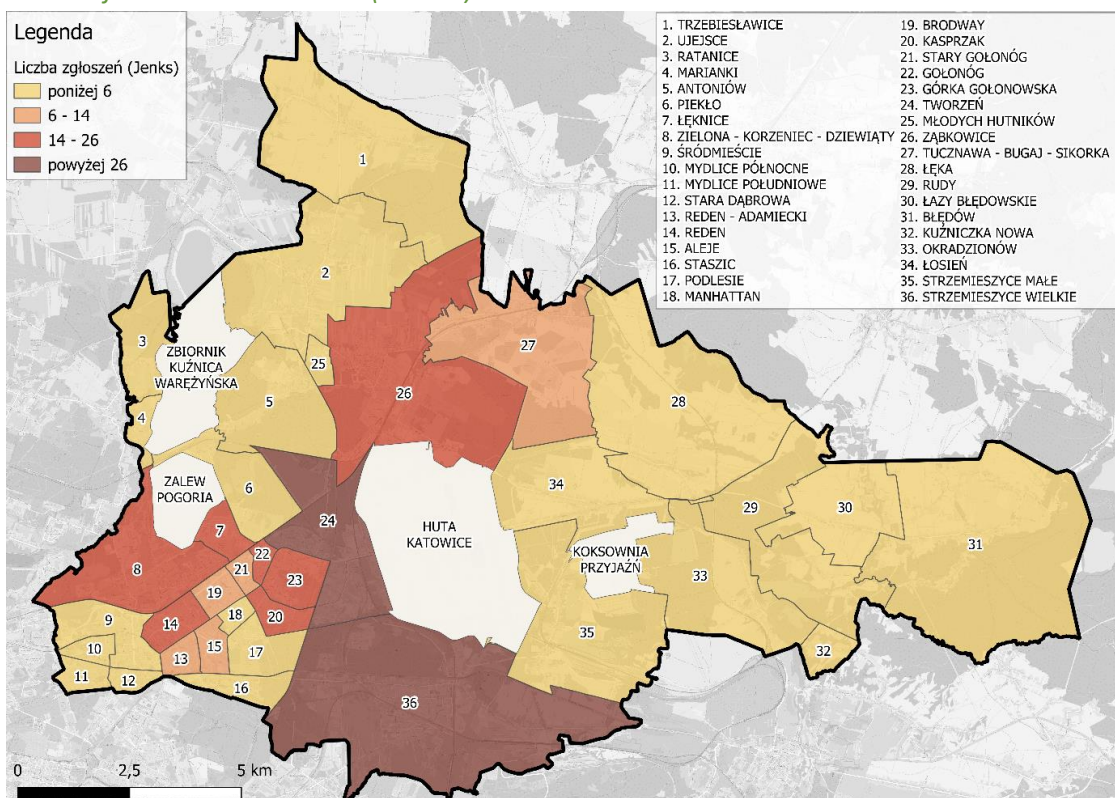 Legenda
Liczba zgłoszeń (Jenks)
poniżej 6
6 - 14
14 - 26
powyżej 26
1. TRZEBIESŁAWICE
2. UJEJSCE
3. RATANICE
4. MARIANKI
5. ANTONIÓW
6. PIEKŁO
7. ŁĘKNICE
8. ZIELONA - KORZENIEC - DZIEWIĄTY
9. ŚRÓDMIEŚCIE
10. MYDLICE PÓŁNOCNE
11. MYDLICE POŁUDNIOWE
12. STARA DĄBROWA
13. REDEN - ADAMIECKI
14. REDEN
15. ALEJE
16. STASZIC
17. PODLESIE
18. MANHATTAN
19. BRODWAY
20. KASPRZAK
21. STARY GOŁONÓG
22. GOŁONÓG
23. GÓRKA GOŁONOWSKA
24. TWORZEŃ
25. MŁODYCH HUTNIKÓW
26. ZĄBKOWICE
27. TUCZNAWA - BUGAJ - SIKORKA
28. ŁĘKA
29. RUDY
30. ŁAZY BŁĘDOWSKIE
31. BŁĘDÓW
32. KUŹNICZKA NOWA
33. OKRADZIONÓW
34. ŁOSIEŃ
35. STRZEMIESZYCE MAŁE
36. STRZEMIESZYCE WIELKIE
1
2
3
ZBIORNIK
KUŹNICA
WARĘŻYŃSKA
25
27
4
5
26
28
ZALEW
POGORIA
6
34
7
24
HUTA
KATOWICE
29
30
31
KOKSOWNIA
PRZYJAŹŃ
8
22
21
23
19
33
9
14
18
20
35
10
13
15
17
32
11
12
16
36
0
2,5
5 km